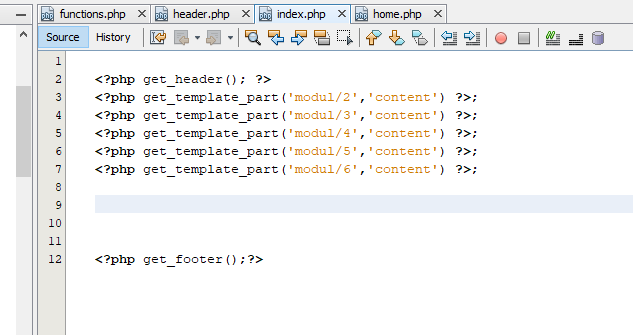 functions.php header.php index.php home.php
Source History
1
2 <?php get_header(); ?>
3 <?php get_template_part('modul/2','content') ?>;
4 <?php get_template_part('modul/3','content') ?>;
5 <?php get_template_part('modul/4','content') ?>;
6 <?php get_template_part('modul/5','content') ?>;
7 <?php get_template_part('modul/6','content') ?>;
8
9
10
11
12 <?php get_footer();?>